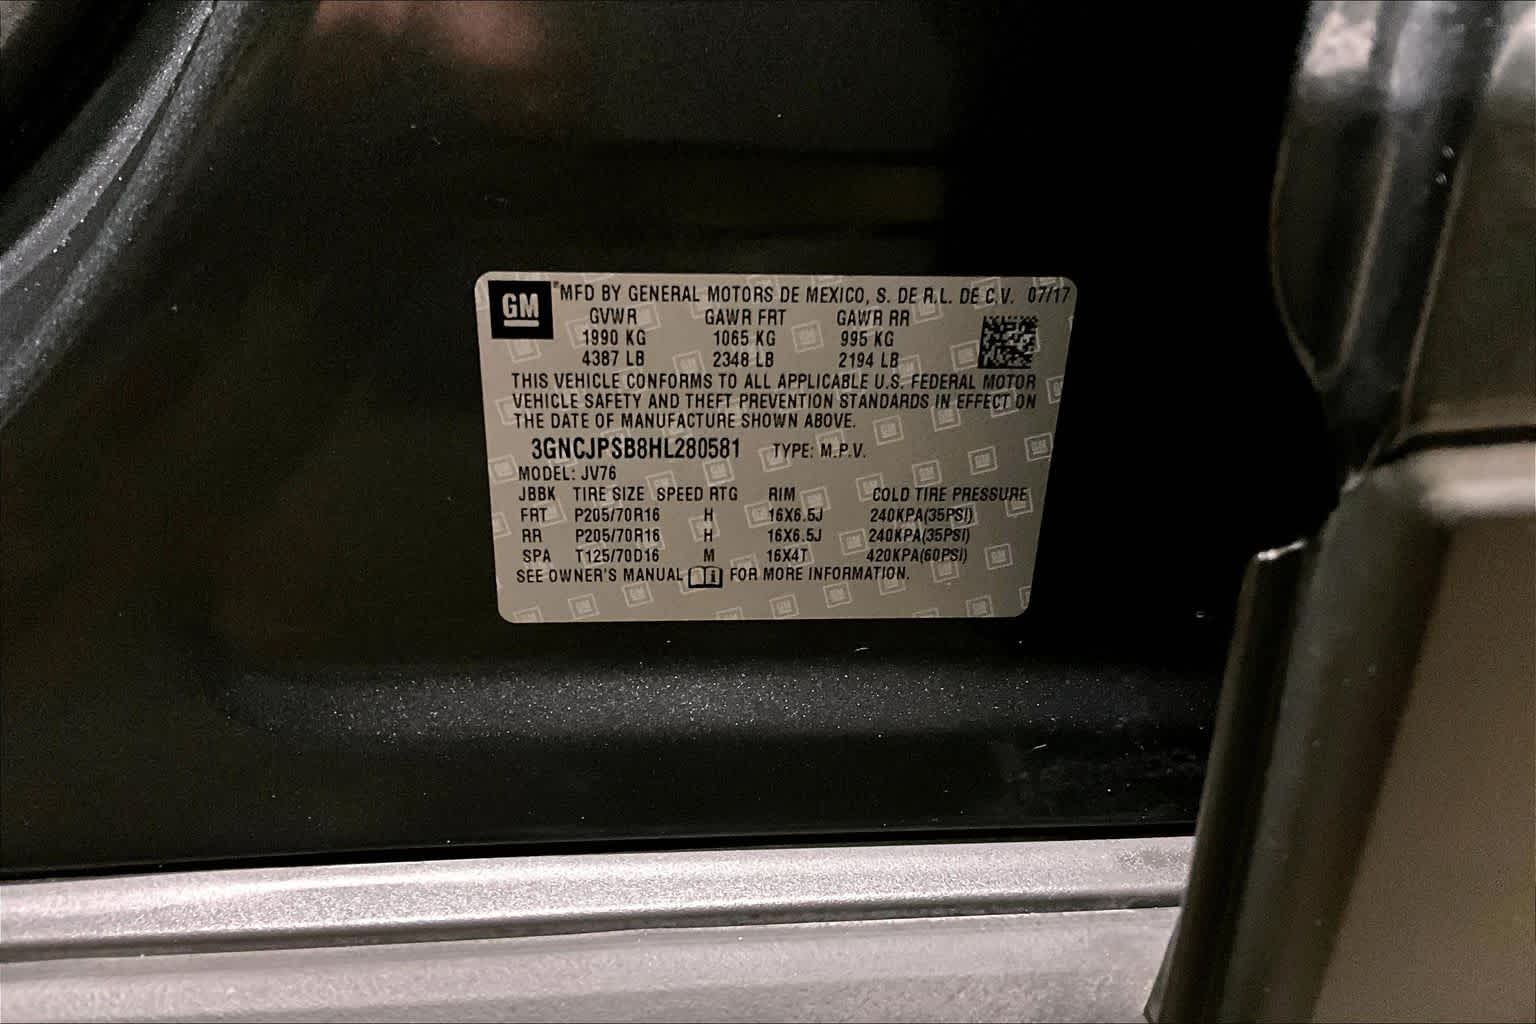 GM
MFD BY GENERAL MOTORS DE MEXICO, S. DE R.L. DE C.V. 07/17
GVWR GAWR FRT GAWR RR
1990 KG 1065 KG 995 KG
4387 LB 2348 LB 2194 LB
THIS VEHICLE CONFORMS TO ALL APPLICABLE U.S. FEDERAL MOTOR
VEHICLE SAFETY AND THEFT PREVENTION STANDARDS IN EFFECT ON
THE DATE OF MANUFACTURE SHOWN ABOVE.
3GNCJPSB8HL280581 TYPE: M.P.V.
MODEL: JV76
JBBK TIRE SIZE SPEED RTG RIM COLD TIRE PRESSURE
FRT P205/70R16 H 16X6.5J 240KPA(35PSI)
RR P205/70R16 H 16X6.5J 240KPA(35PSI)
SPA T125/70D16 M 16X4T 420KPA(60PSI)
SEE OWNER'S MANUAL FOR MORE INFORMATION.